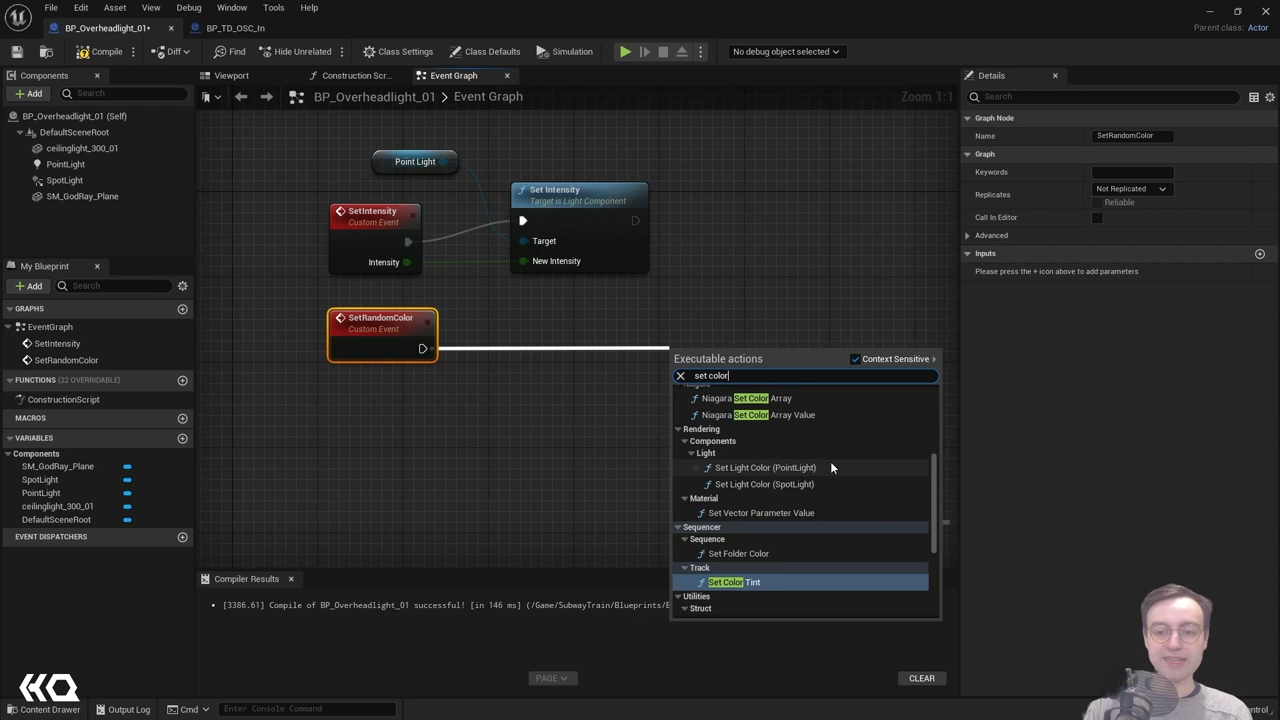 File Edit Asset View Debug Window Tools Help
BP_Overheadlight_01•
BP_TD_OSC_In
Parent class: Actor
Compile
Diff
Find
Hide Unrelated
Class Settings
Class Defaults
Simulation
No debug object selected
Components
Add
Search
BP_Overheadlight_01 (Self)
DefaultSceneRoot
ceilinglight_300_01
PointLight
SpotLight
SM_GodRay_Plane
My Blueprint
Add
Search
GRAPHS
EventGraph
SetIntensity
SetRandomColor
FUNCTIONS (22 OVERRIDABLE)
ConstructionScript
MACROS
VARIABLES
Components
SM_GodRay_Plane
SpotLight
PointLight
ceilinglight_300_01
DefaultSceneRoot
EVENT DISPATCHERS
Viewport
Construction Scr...
Event Graph
BP_Overheadlight_01 > Event Graph
Zoom 1:1
Point Light
SetIntensity
Custom Event
Intensity
Set Intensity
Target is Light Component
Target
New Intensity
SetRandomColor
Custom Event
Executable actions
Context Sensitive
set color
Niagara Set Color Array
Niagara Set Color Array Value
Rendering
Components
Light
Set Light Color (PointLight)
Set Light Color (SpotLight)
Material
Set Vector Parameter Value
Sequencer
Sequence
Set Folder Color
Track
Set Color Tint
Utilities
Struct
Compiler Results
[3386.61] Compile of BP_Overheadlight_01 successful! [in 146 ms] (/Game/SubwayTrain/Blueprints/
PAGE
CLEAR
Details
Search
Graph Node
Name
SetRandomColor
Graph
Keywords
Replicates
Not Replicated
Reliable
Call In Editor
Advanced
Inputs
Please press the + icon above to add parameters
Content Drawer
Output Log
Cmd
Enter Console Command